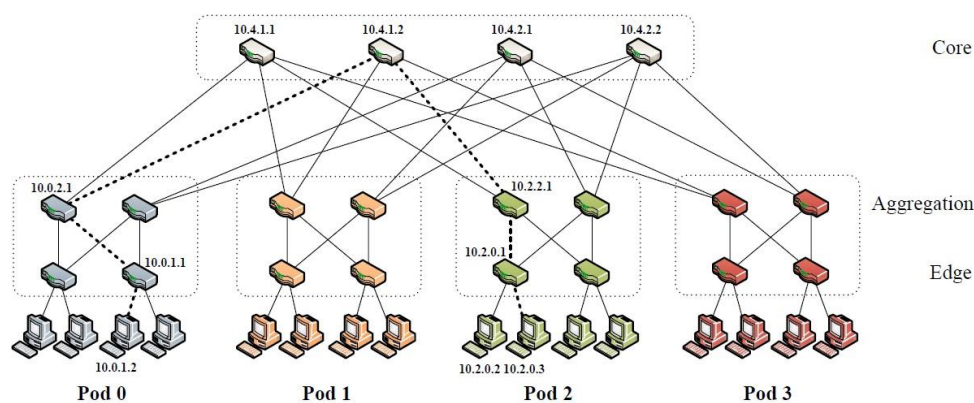 10.4.1.1 10.4.1.2 10.4.2.1 10.4.2.2
Core
10.0.2.1 10.2.2.1
Aggregation
10.0.1.1 10.2.0.1
Edge
10.0.1.2 10.2.0.2 10.2.0.3
Pod 0 Pod 1 Pod 2 Pod 3